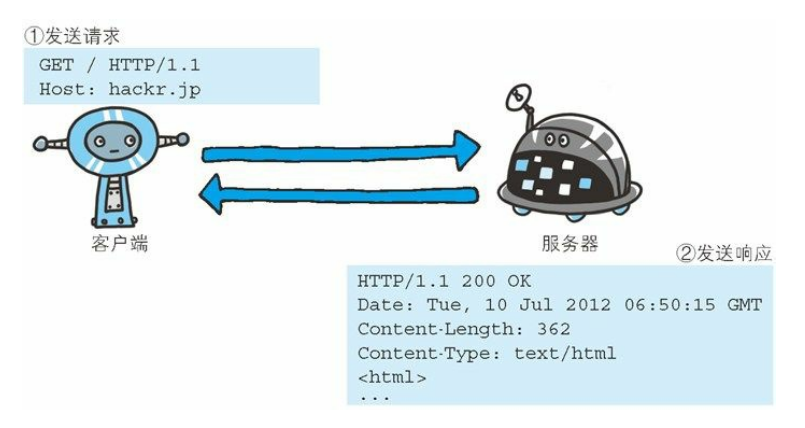 ①发送请求
GET / HTTP/1.1
Host: hackr.jp
客户端
服务器
②发送响应
HTTP/1.1 200 OK
Date: Tue, 10 Jul 2012 06:50:15 GMT
Content-Length: 362
Content-Type: text/html
<html>
...